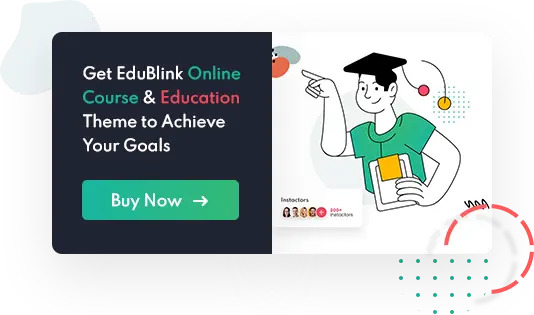 Get EduBlink Online
Course & Education
Theme to Achieve
Your Goals
Buy Now →
Instactors
200+
Instactors